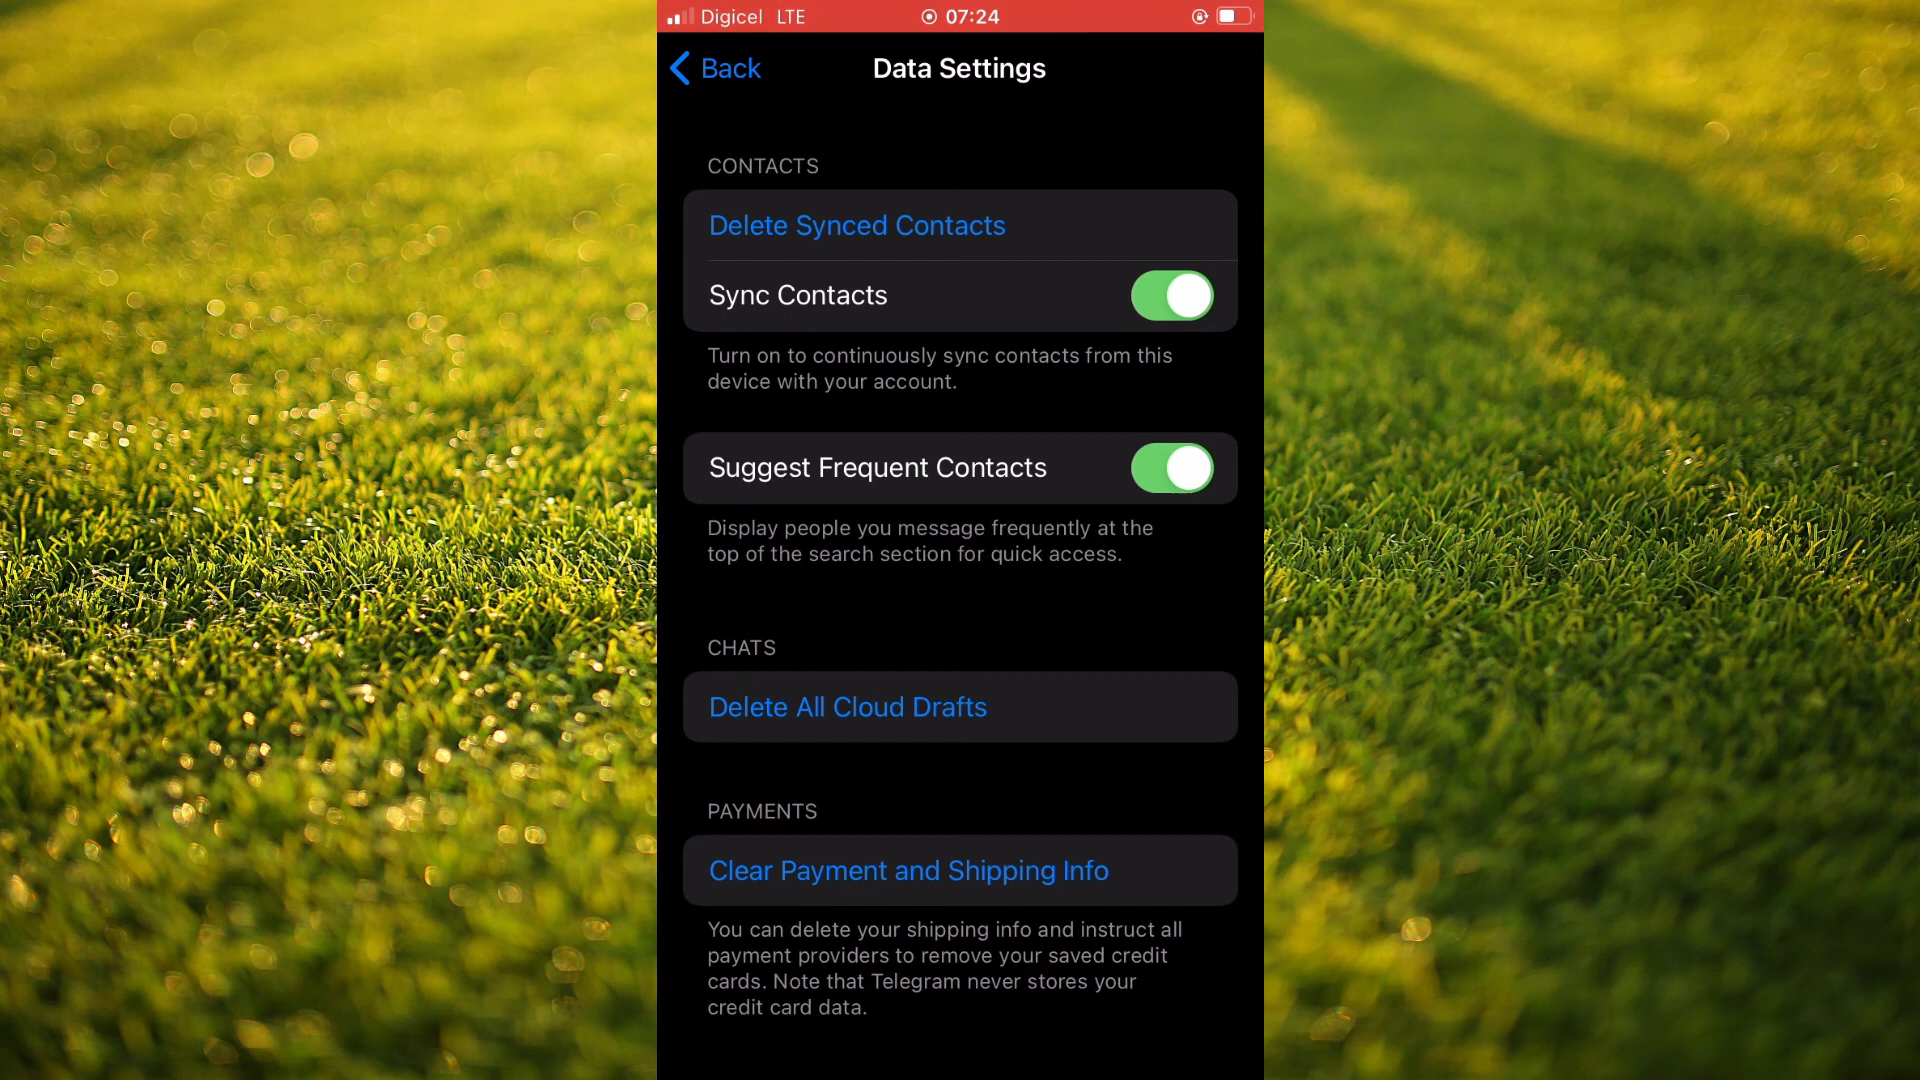 Digicel LTE 07:24
Back Data Settings
CONTACTS
Delete Synced Contacts
Sync Contacts
Turn on to continuously sync contacts from this
device with your account.
Suggest Frequent Contacts
Display people you message frequently at the
top of the search section for quick access.
CHATS
Delete All Cloud Drafts
PAYMENTS
Clear Payment and Shipping Info
You can delete your shipping info and instruct all
payment providers to remove your saved credit
cards. Note that Telegram never stores your
credit card data.